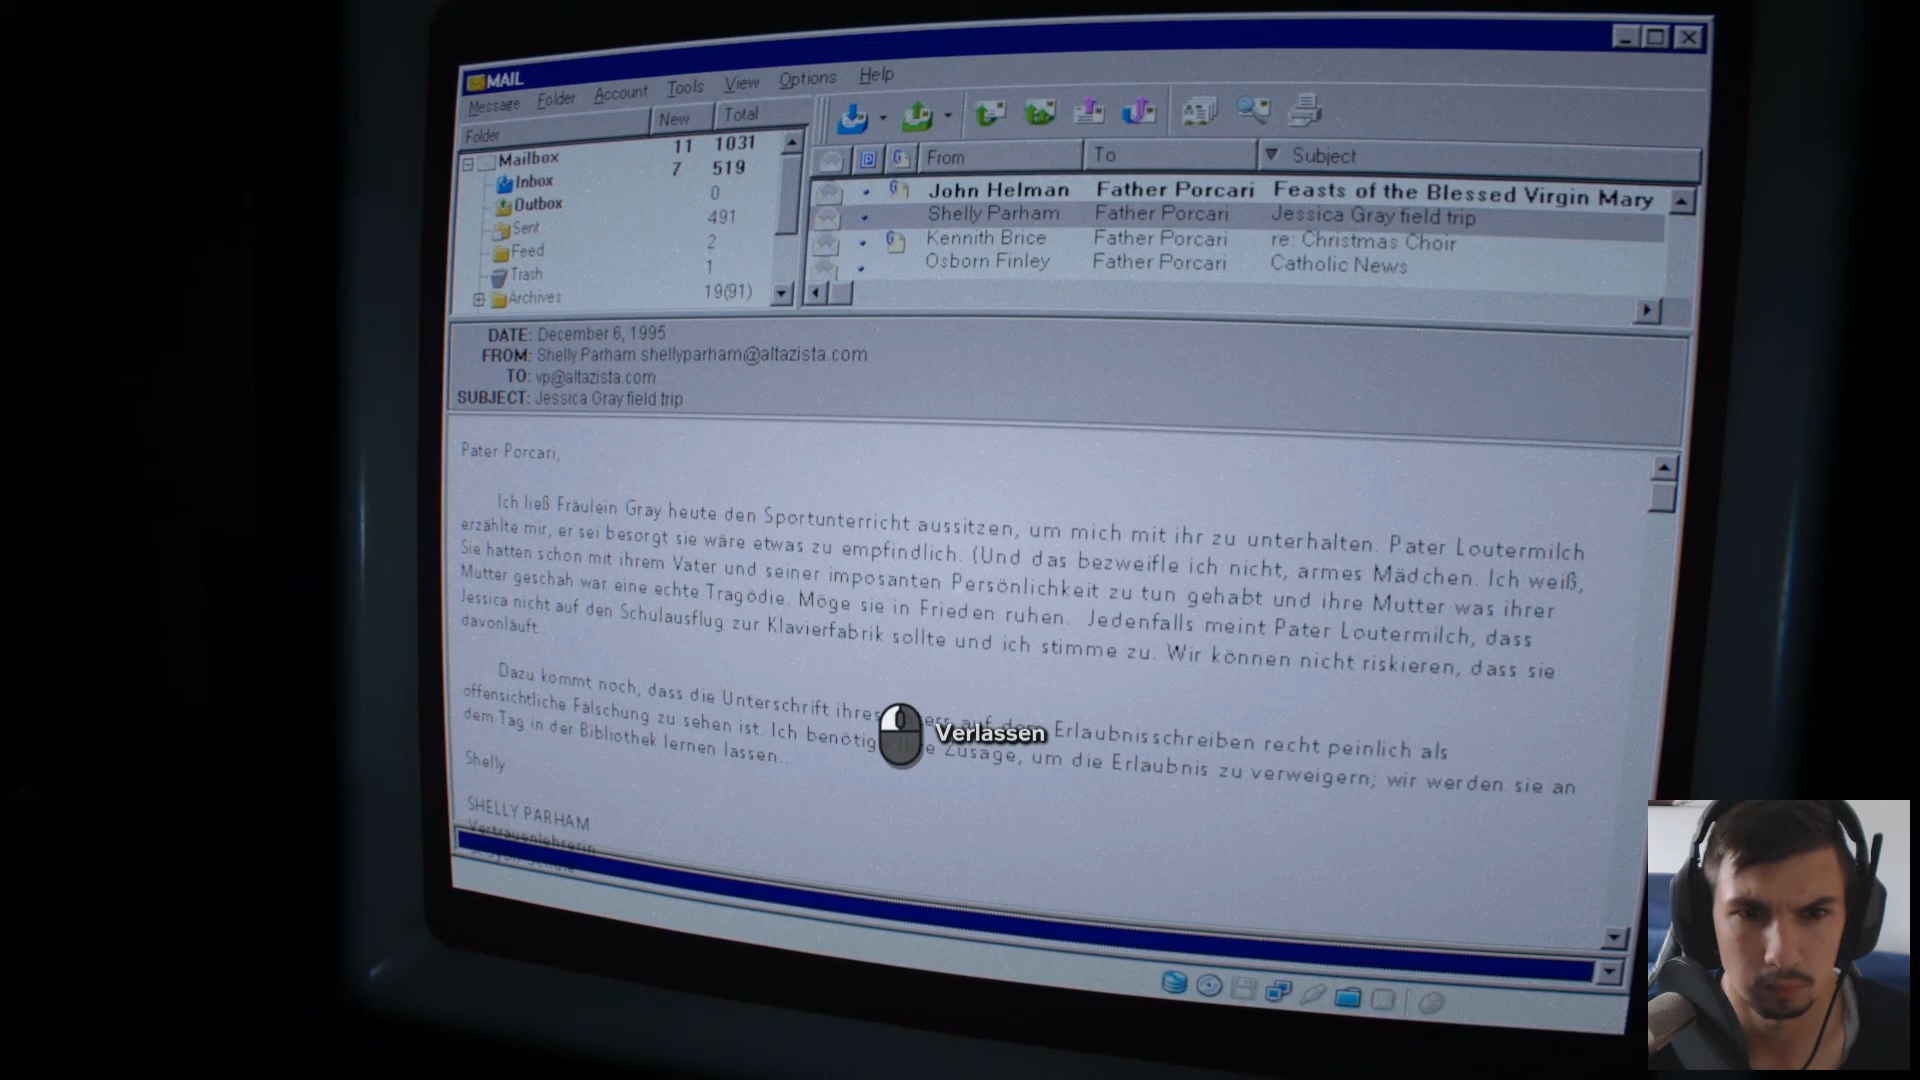 MAIL
Message Folder Account Tools View Options Help
Folder New Total
Mailbox 11 1031
Inbox 7 519
Outbox 0
Sent 491
Feed 2
Trash 1
Archives 19(91)
From To Subject
John Helman Father Porcari Feasts of the Blessed Virgin Mary
Shelly Parham Father Porcari Jessica Gray field trip
Kennith Brice Father Porcari re: Christmas Choir
Osborn Finley Father Porcari Catholic News
DATE: December 6, 1995
FROM: Shelly Parham shellyparham@altazista.com
TO: vp@altazista.com
SUBJECT: Jessica Gray field trip
Pater Porcari,
Ich ließ Fräulein Gray heute den Sportunterricht aussitzen, um mich mit ihr zu unterhalten. Pater Loutermilch
erzählte mir, er sei besorgt sie wäre etwas zu empfindlich. (Und das bezweifle ich nicht, armes Mädchen. Ich weiß,
Sie hatten schon mit ihrem Vater und seiner imposanten Persönlichkeit zu tun gehabt und ihre Mutter was ihrer
Mutter geschah war eine echte Tragödie. Möge sie in Frieden ruhen. Jedenfalls meint Pater Loutermilch, dass
Jessica nicht auf den Schulausflug zur Klavierfabrik sollte und ich stimme zu. Wir können nicht riskieren, dass sie
davonläuft.
Dazu kommt noch, dass die Unterschrift ihres auf dem Erlaubnisschreiben recht peinlich als
offensichtliche Fälschung zu sehen ist. Ich benötige Zusage, um die Erlaubnis zu verweigern; wir werden sie an
dem Tag in der Bibliothek lernen lassen..
Verlassen
Shelly
SHELLY PARHAM
Vertrauenlehrerin